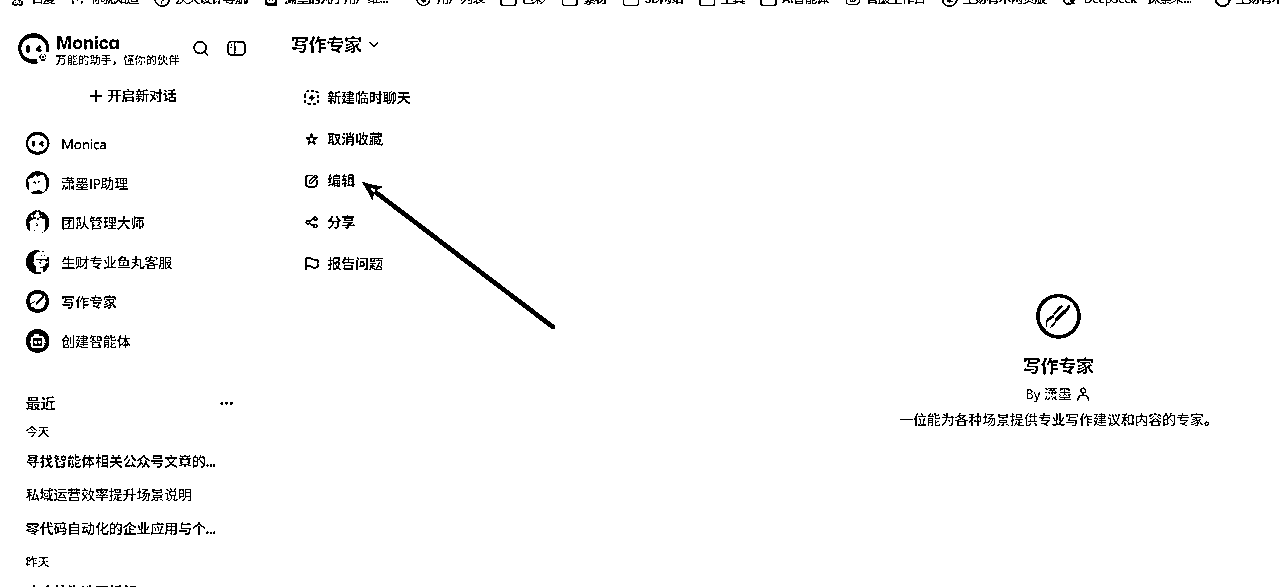 Monica
万能的助手，懂你的伙伴
开启新对话
Monica
潇墨IP助理
团队管理大师
生财专业鱼丸客服
写作专家
创建智能体
最近
今天
寻找智能体相关公众号文章的...
私域运营效率提升场景说明
零代码自动化的企业应用与个...
昨天
写作专家
新建临时聊天
取消收藏
编辑
分享
报告问题
写作专家
By 潇墨
一位能为各种场景提供专业写作建议和内容的专家。